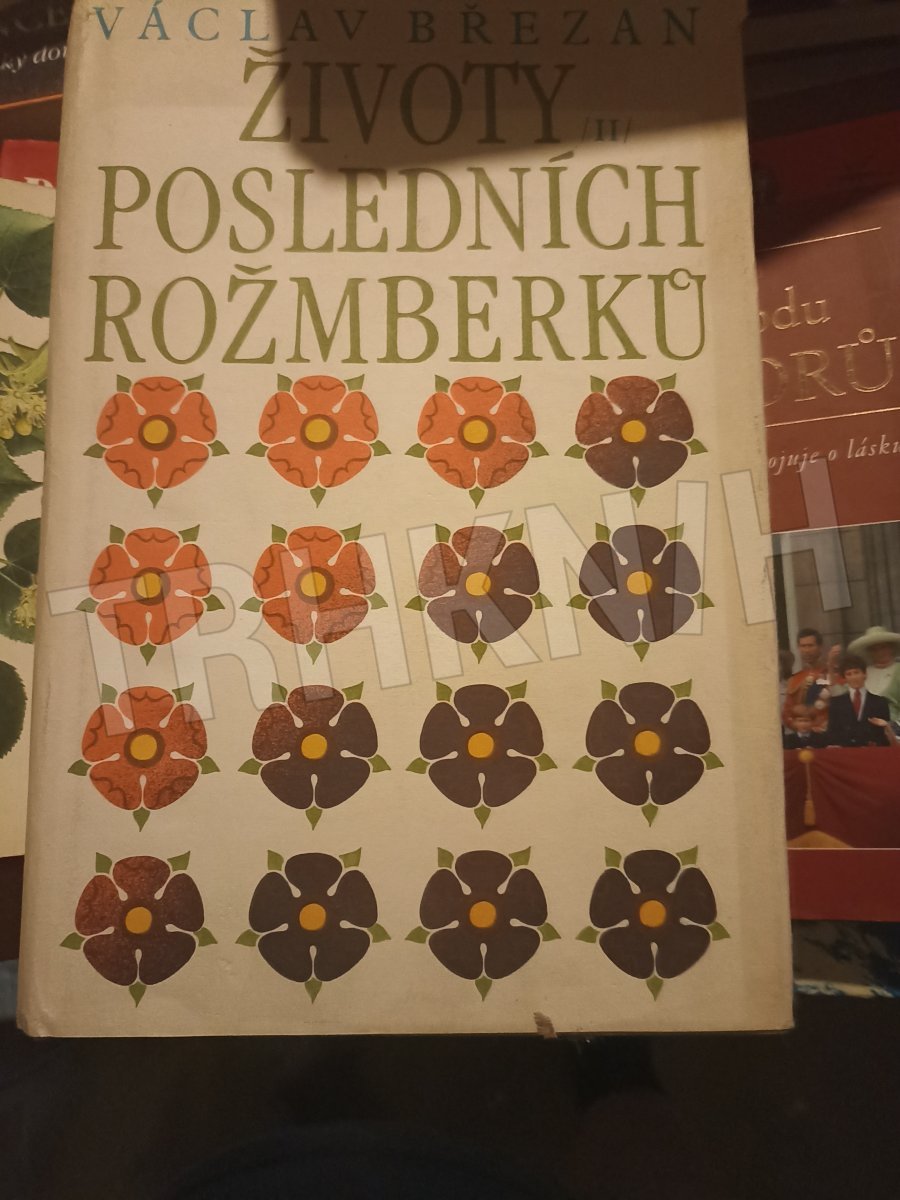 VÁCLAV BŘEZAN
ŽIVOTY /II/
POSLEDNÍCH
ROŽMBERKŮ
TRHKNIH